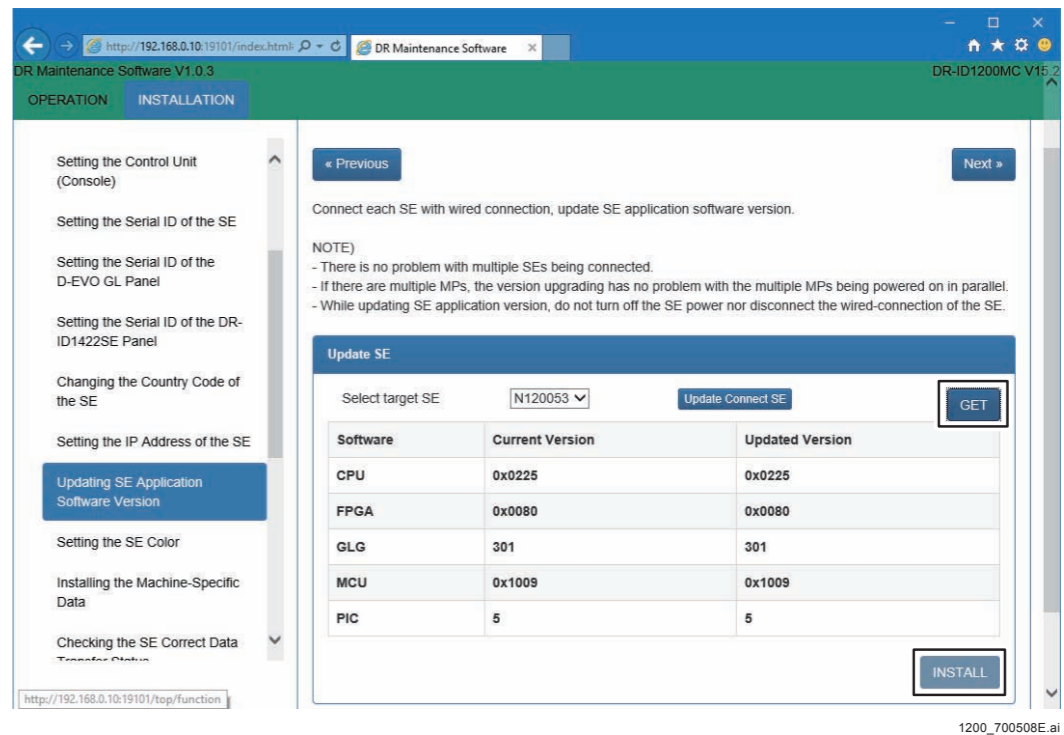 http://192.168.0.10:19101/index.html
DR Maintenance Software
DR Maintenance Software V1.0.3
DR-ID1200MC V15.2
OPERATION
INSTALLATION
Setting the Control Unit
(Console)
Setting the Serial ID of the SE
Setting the Serial ID of the
D-EVO GL Panel
Setting the Serial ID of the DR-
ID1422SE Panel
Changing the Country Code of
the SE
Setting the IP Address of the SE
Updating SE Application
Software Version
Setting the SE Color
Installing the Machine-Specific
Data
Checking the SE Correct Data
Transfer Status
http://192.168.0.10:19101/top/function
« Previous
Next »
Connect each SE with wired connection, update SE application software version.
NOTE)
- There is no problem with multiple SEs being connected.
- If there are multiple MPs, the version upgrading has no problem with the multiple MPs being powered on in parallel.
- While updating SE application version, do not turn off the SE power nor disconnect the wired-connection of the SE.
Update SE
Select target SE N120053 Update Connect SE GET
Software Current Version Updated Version
CPU 0x0225 0x0225
FPGA 0x0080 0x0080
GLG 301 301
MCU 0x1009 0x1009
PIC 5 5
INSTALL
1200_700508E.ai